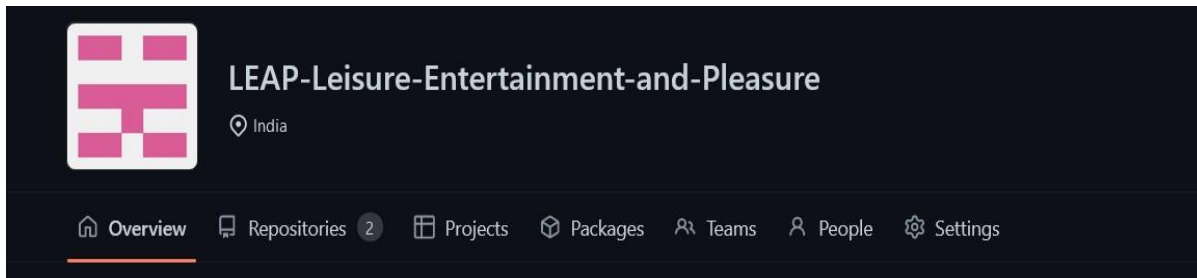 LEAP-Leisure-Entertainment-and-Pleasure
India
Overview Repositories 2 Projects Packages Teams People Settings